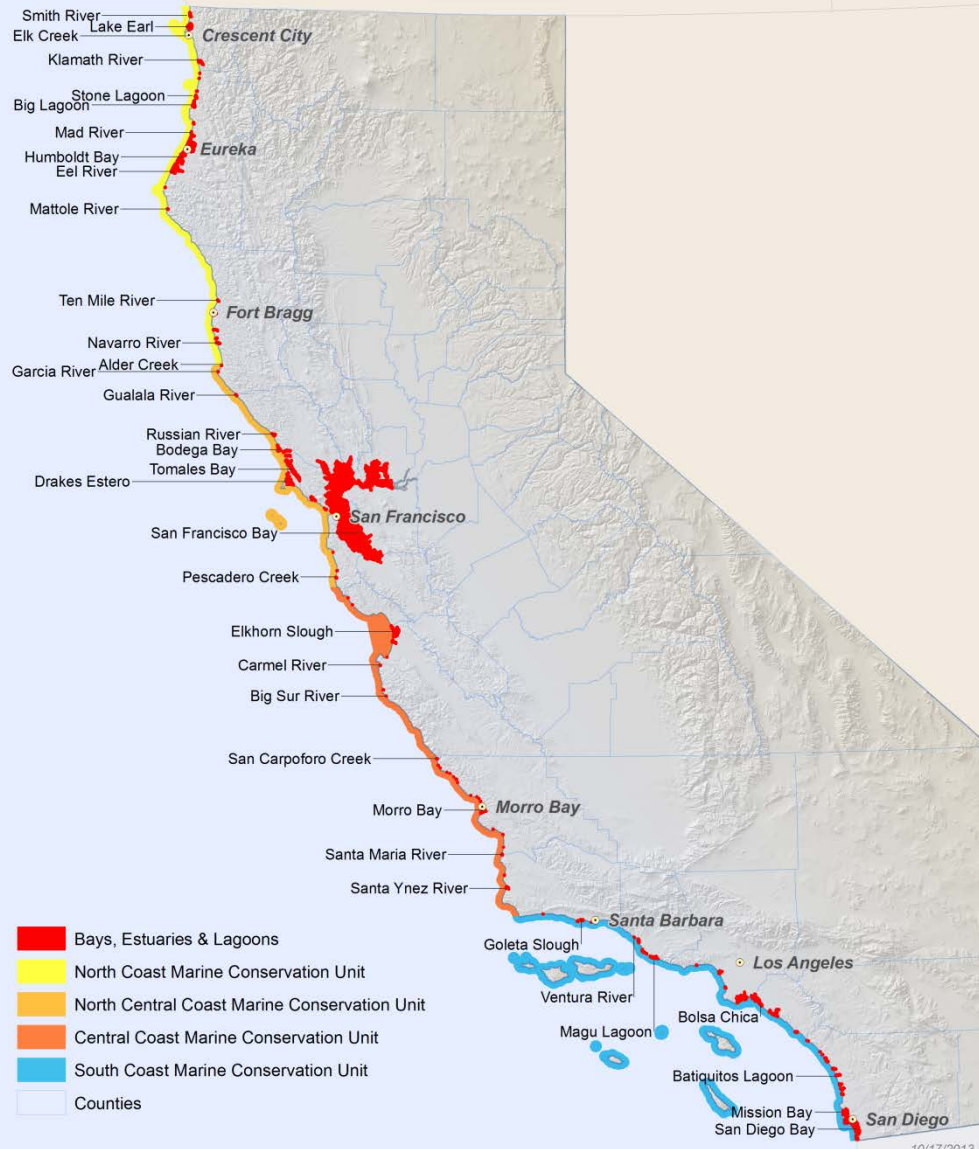 Smith River
Lake Earl
Elk Creek
Crescent City
Klamath River
Stone Lagoon
Big Lagoon
Mad River
Humboldt Bay
Eureka
Eel River
Mattole River
Ten Mile River
Fort Bragg
Navarro River
Alder Creek
Garcia River
Gualala River
Russian River
Bodega Bay
Tomales Bay
Drakes Estero
San Francisco
San Francisco Bay
Pescadero Creek
Elkhorn Slough
Carmel River
Big Sur River
San Carpoforo Creek
Morro Bay
Morro Bay
Santa Maria River
Santa Ynez River
Santa Barbara
Goleta Slough
Los Angeles
Ventura River
Bolsa Chica
Magu Lagoon
Batiquitos Lagoon
Mission Bay
San Diego
San Diego Bay
Bays, Estuaries & Lagoons
North Coast Marine Conservation Unit
North Central Coast Marine Conservation Unit
Central Coast Marine Conservation Unit
South Coast Marine Conservation Unit
Counties
10/17/2013